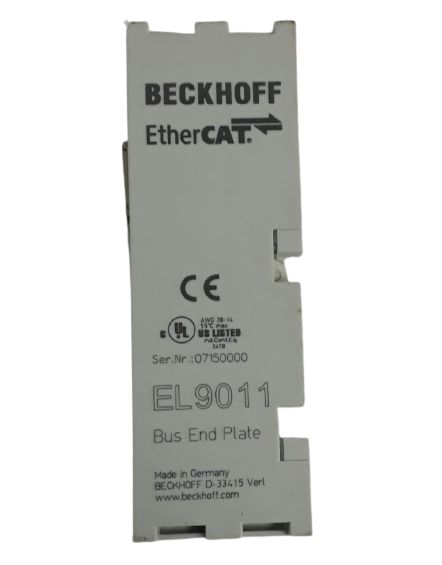 BECKHOFF
EtherCAT®
CE
AWG 28-14
55°C max
C UL US LISTED
Ind.Cont.Eq.
Ser.Nr.:07150000
EL9011
Bus End Plate
Made in Germany
BECKHOFF D-33415 Verl
www.beckhoff.com